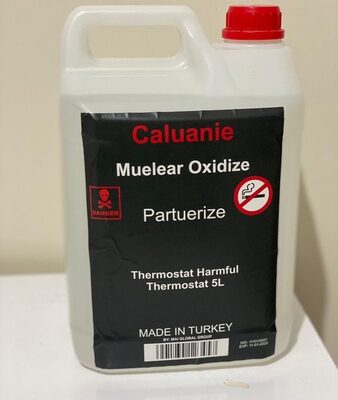 Caluanie
Muelear Oxidize
DANGER
Partuerize
Thermostat Harmful
Thermostat 5L
MADE IN TURKEY
BY: MAI GLOBAL GROUP